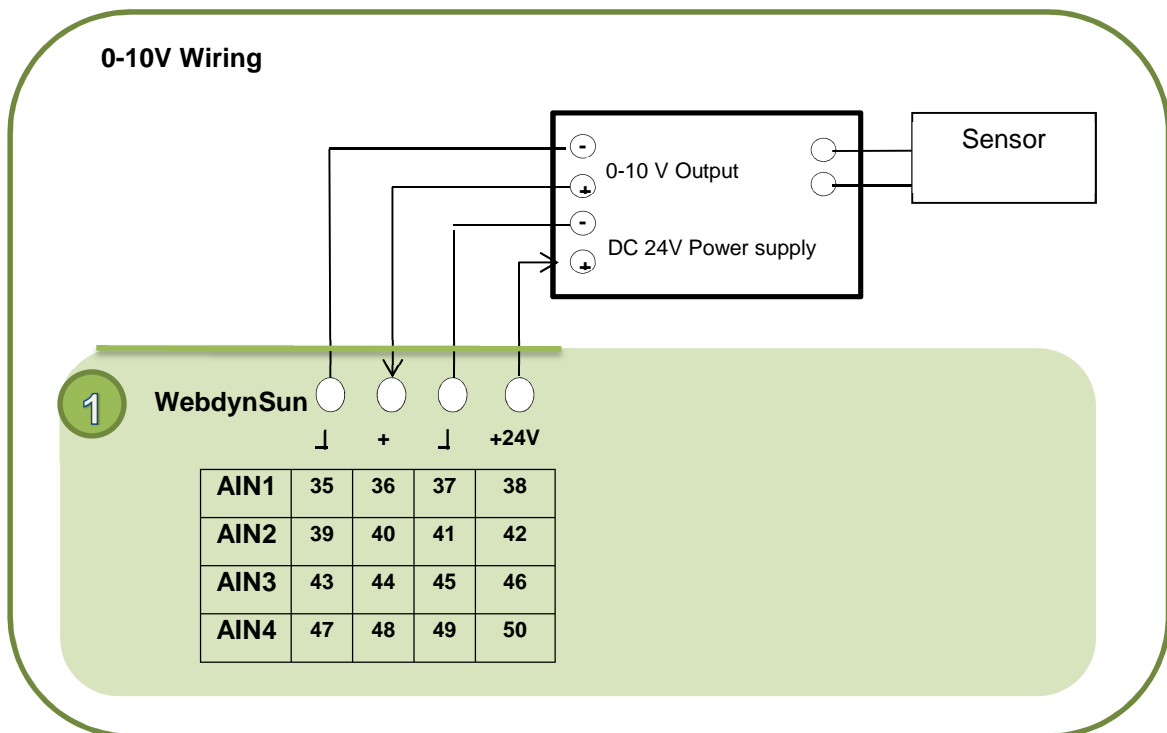 0-10V Wiring
Sensor
-
0-10 V Output
+
-
DC 24V Power supply
+
1
WebdynSun
⊥ + ⊥ +24V
AIN1 35 36 37 38
AIN2 39 40 41 42
AIN3 43 44 45 46
AIN4 47 48 49 50